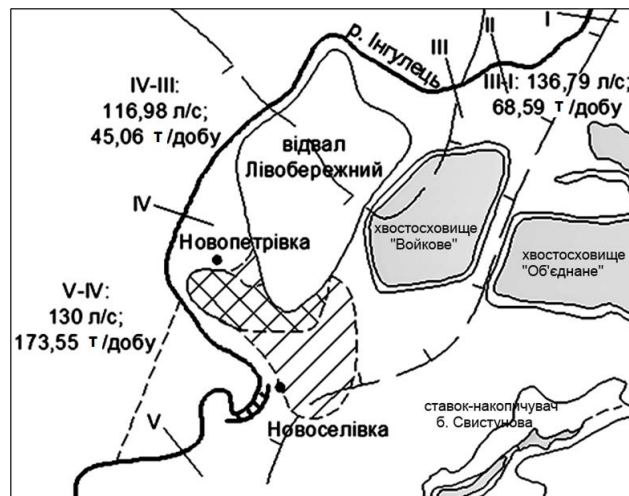 I
II
р. Інгулець
III
III-I: 136,79 л/с;
68,59 т/добу
IV-III:
116,98 л/с;
45,06 т/добу
відвал
Лівобережний
IV
Новопетрівка
хвостосховище
"Войкове"
хвостосховище
"Об'єднане"
V-IV:
130 л/с;
173,55 т/добу
ставок-накопичувач
б. Свистунова
Новоселівка
V